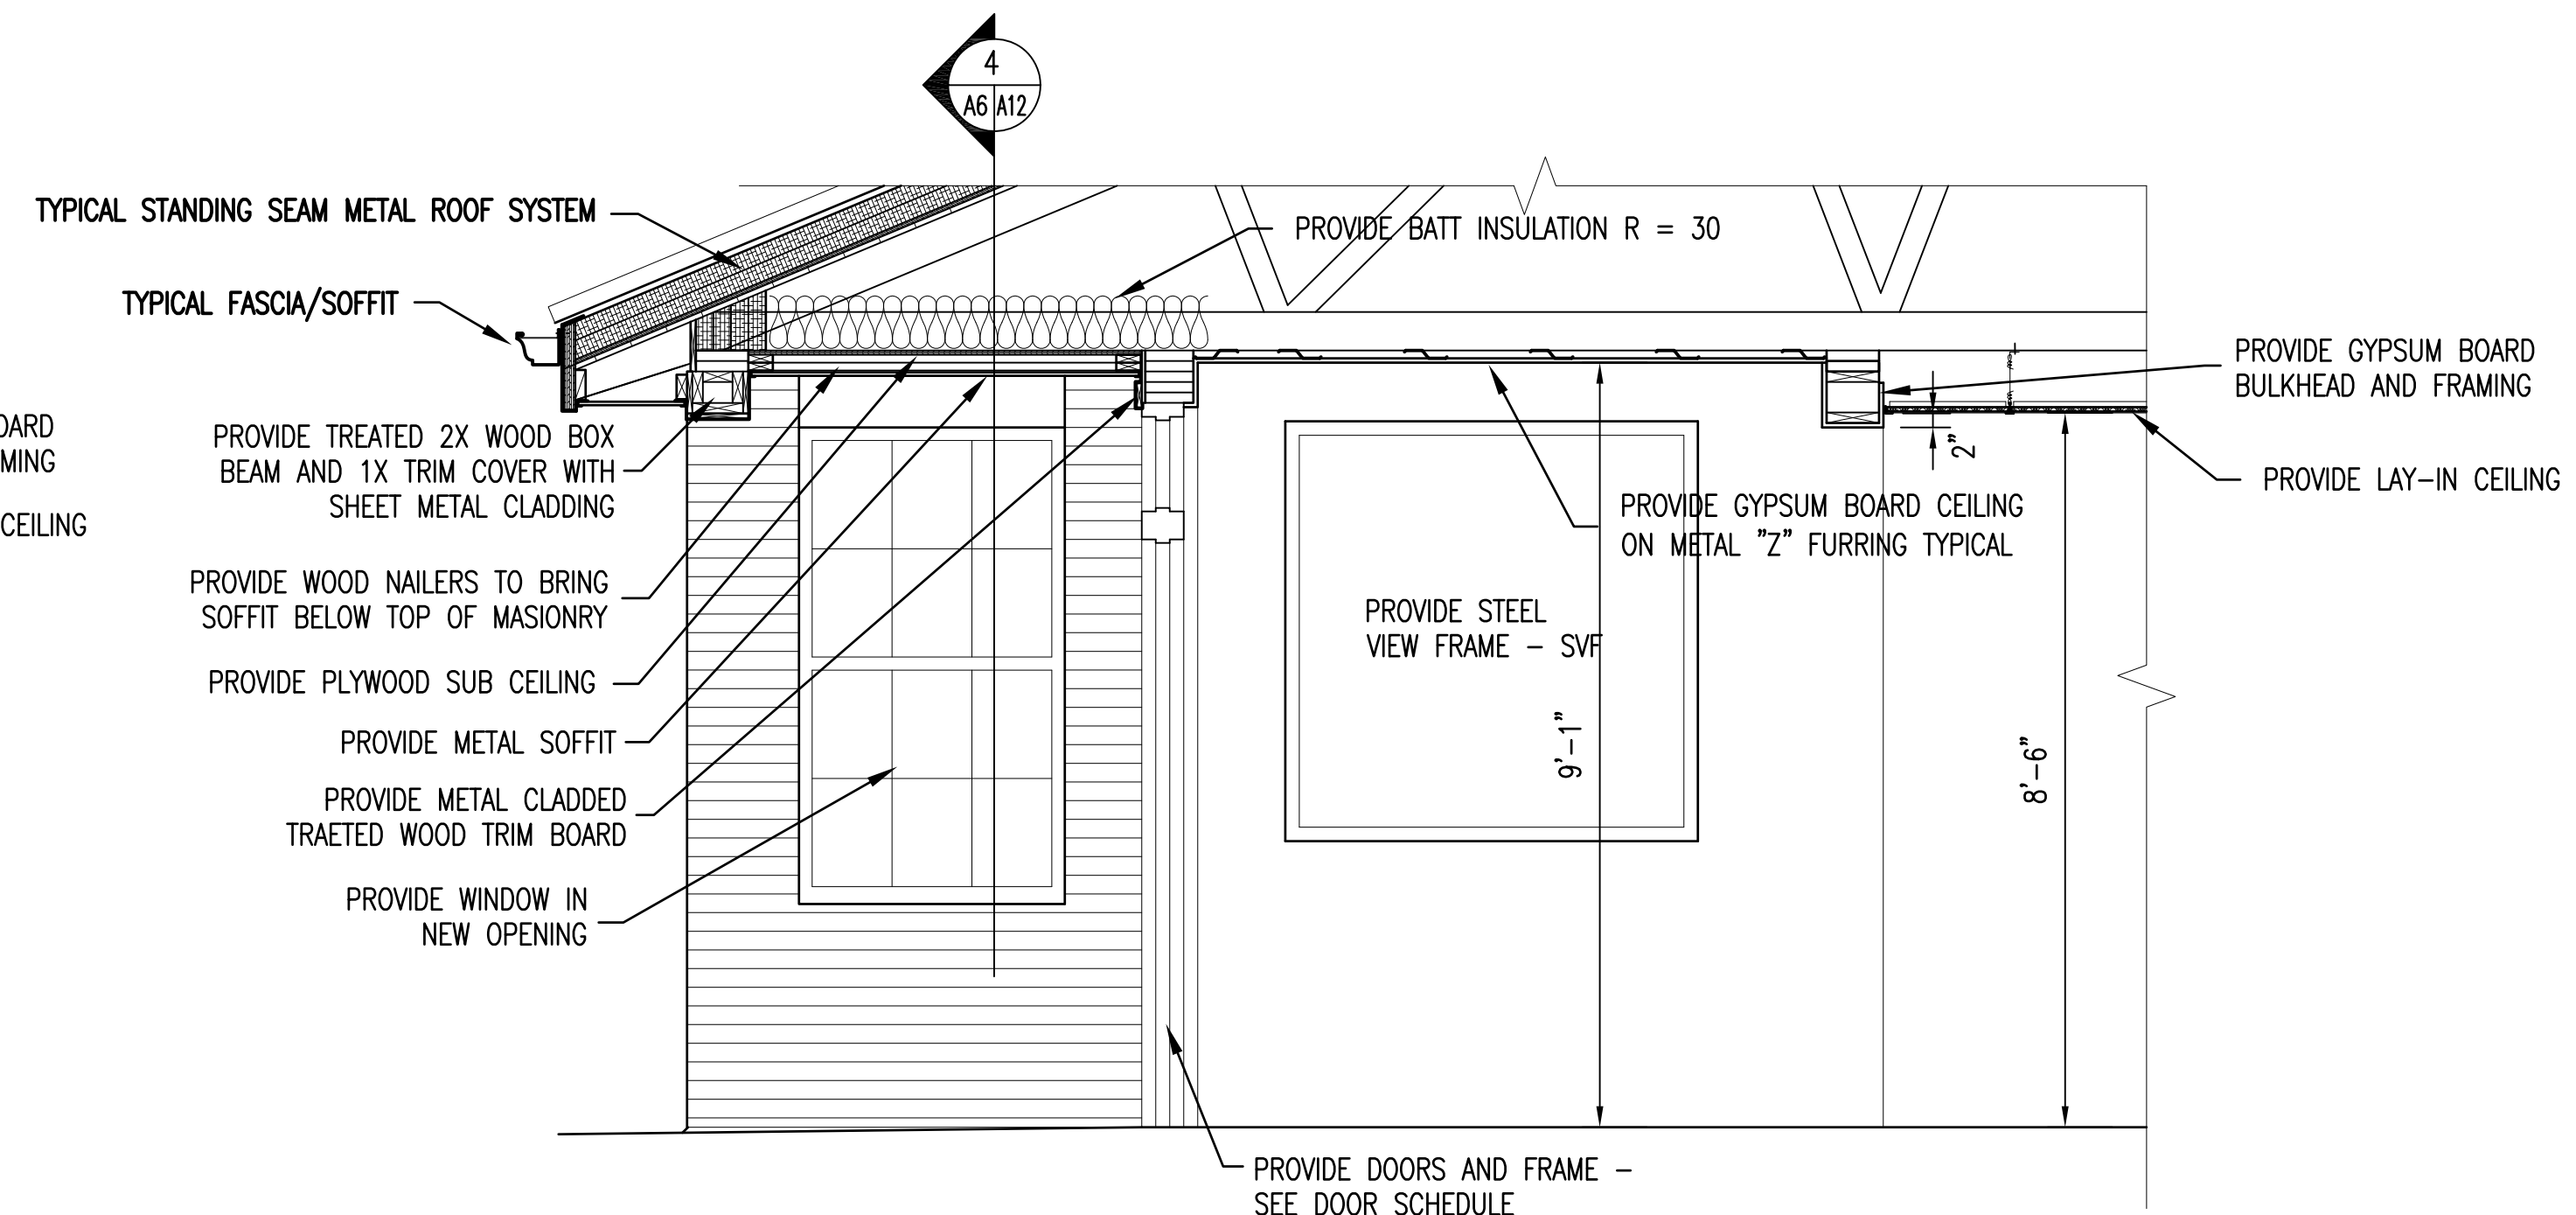 4
A6 A12
TYPICAL STANDING SEAM METAL ROOF SYSTEM
PROVIDE BATT INSULATION R = 30
TYPICAL FASCIA/SOFFIT
PROVIDE GYPSUM BOARD
BULKHEAD AND FRAMING
OARD
MING
CEILING
PROVIDE TREATED 2X WOOD BOX
BEAM AND 1X TRIM COVER WITH
SHEET METAL CLADDING
2"
PROVIDE LAY-IN CEILING
PROVIDE GYPSUM BOARD CEILING
ON METAL "Z" FURRING TYPICAL
PROVIDE WOOD NAILERS TO BRING
SOFFIT BELOW TOP OF MASIONRY
PROVIDE STEEL
VIEW FRAME - SVF
PROVIDE PLYWOOD SUB CEILING
PROVIDE METAL SOFFIT
9'-1"
8'-6"
PROVIDE METAL CLADDED
TRAETED WOOD TRIM BOARD
PROVIDE WINDOW IN
NEW OPENING
PROVIDE DOORS AND FRAME -
SEE DOOR SCHEDULE